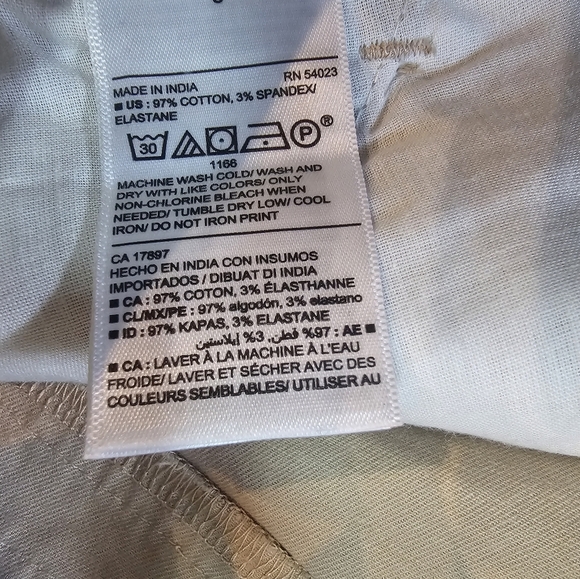 MADE IN INDIA RN 54023
■ US : 97% COTTON, 3% SPANDEX/
ELASTANE
30 P ®
1166
MACHINE WASH COLD/ WASH AND
DRY WITH LIKE COLORS/ ONLY
NON-CHLORINE BLEACH WHEN
NEEDED/ TUMBLE DRY LOW/ COOL
IRON/ DO NOT IRON PRINT
CA 17897
HECHO EN INDIA CON INSUMOS
IMPORTADOS / DIBUAT DI INDIA
■ CA : 97% COTON, 3% ÉLASTHANNE
■ CL/MX/PE : 97% algodón, 3% elastano
■ ID : 97% KAPAS, 3% ELASTANE
■ AE : 97% قطن, 3% إيلاستين
■ CA : LAVER À LA MACHINE À L'EAU
FROIDE/ LAVER ET SÉCHER AVEC DES
COULEURS SEMBLABLES/ UTILISER AU